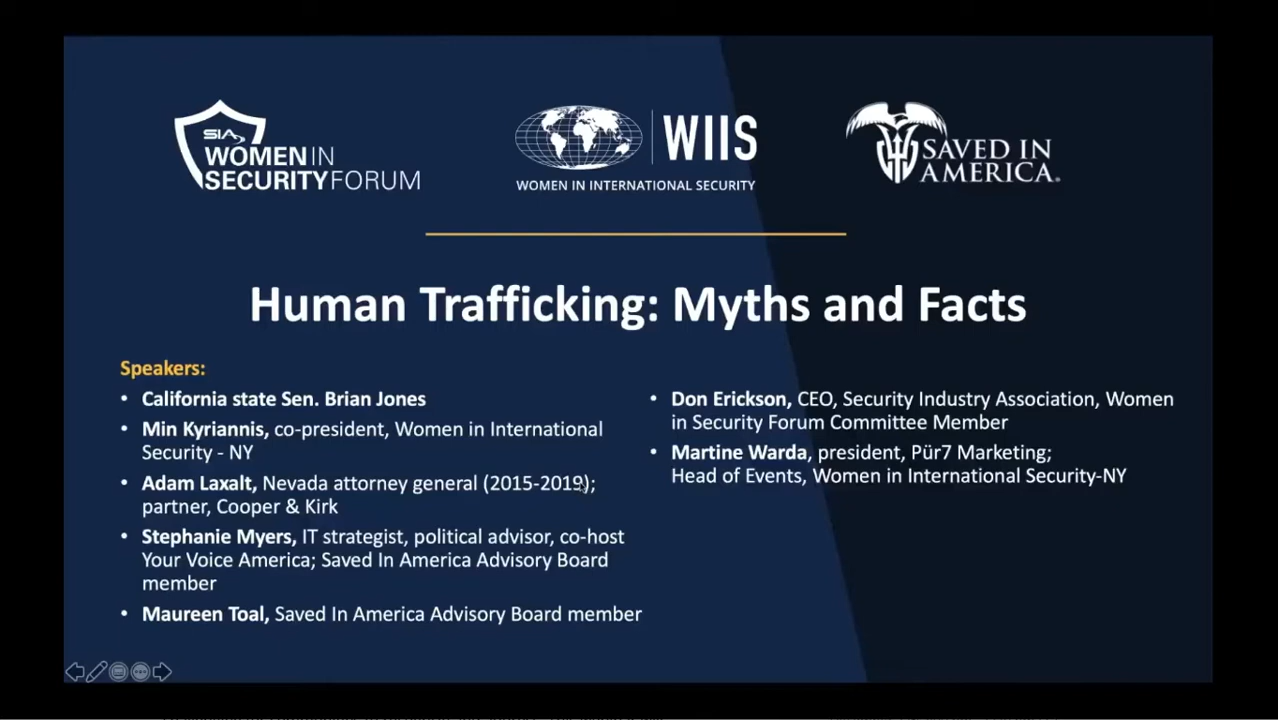 SIA
WOMEN IN
SECURITY FORUM
WIIS
WOMEN IN INTERNATIONAL SECURITY
SAVED IN
AMERICA®
Human Trafficking: Myths and Facts
Speakers:
• California state Sen. Brian Jones
• Min Kyriannis, co-president, Women in International
Security - NY
• Adam Laxalt, Nevada attorney general (2015-2019);
partner, Cooper & Kirk
• Stephanie Myers, IT strategist, political advisor, co-host
Your Voice America; Saved In America Advisory Board
member
• Maureen Toal, Saved In America Advisory Board member
• Don Erickson, CEO, Security Industry Association, Women
in Security Forum Committee Member
• Martine Warda, president, Pür7 Marketing;
Head of Events, Women in International Security-NY